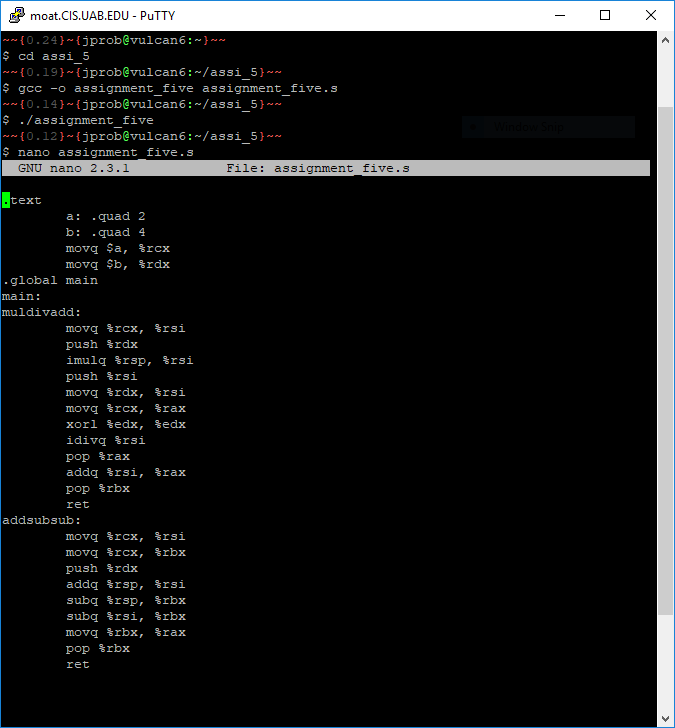 moat.CIS.UAB.EDU - PuTTY
~~{0.24}~{jprob@vulcan6:~}~~
$ cd assi_5
~~{0.19}~{jprob@vulcan6:~/assi_5}~~
$ gcc -o assignment_five assignment_five.s
~~{0.14}~{jprob@vulcan6:~/assi_5}~~
$ ./assignment_five
~~{0.12}~{jprob@vulcan6:~/assi_5}~~
$ nano assignment_five.s
GNU nano 2.3.1 File: assignment_five.s
.text
a: .quad 2
b: .quad 4
movq $a, %rcx
movq $b, %rdx
.global main
main:
muldivadd:
movq %rcx, %rsi
push %rdx
imulq %rsp, %rsi
push %rsi
movq %rdx, %rsi
movq %rcx, %rax
xorl %edx, %edx
idivq %rsi
pop %rax
addq %rsi, %rax
pop %rbx
ret
addsubsub:
movq %rcx, %rsi
movq %rcx, %rbx
push %rdx
addq %rsp, %rsi
subq %rsp, %rbx
subq %rsi, %rbx
movq %rbx, %rax
pop %rbx
ret